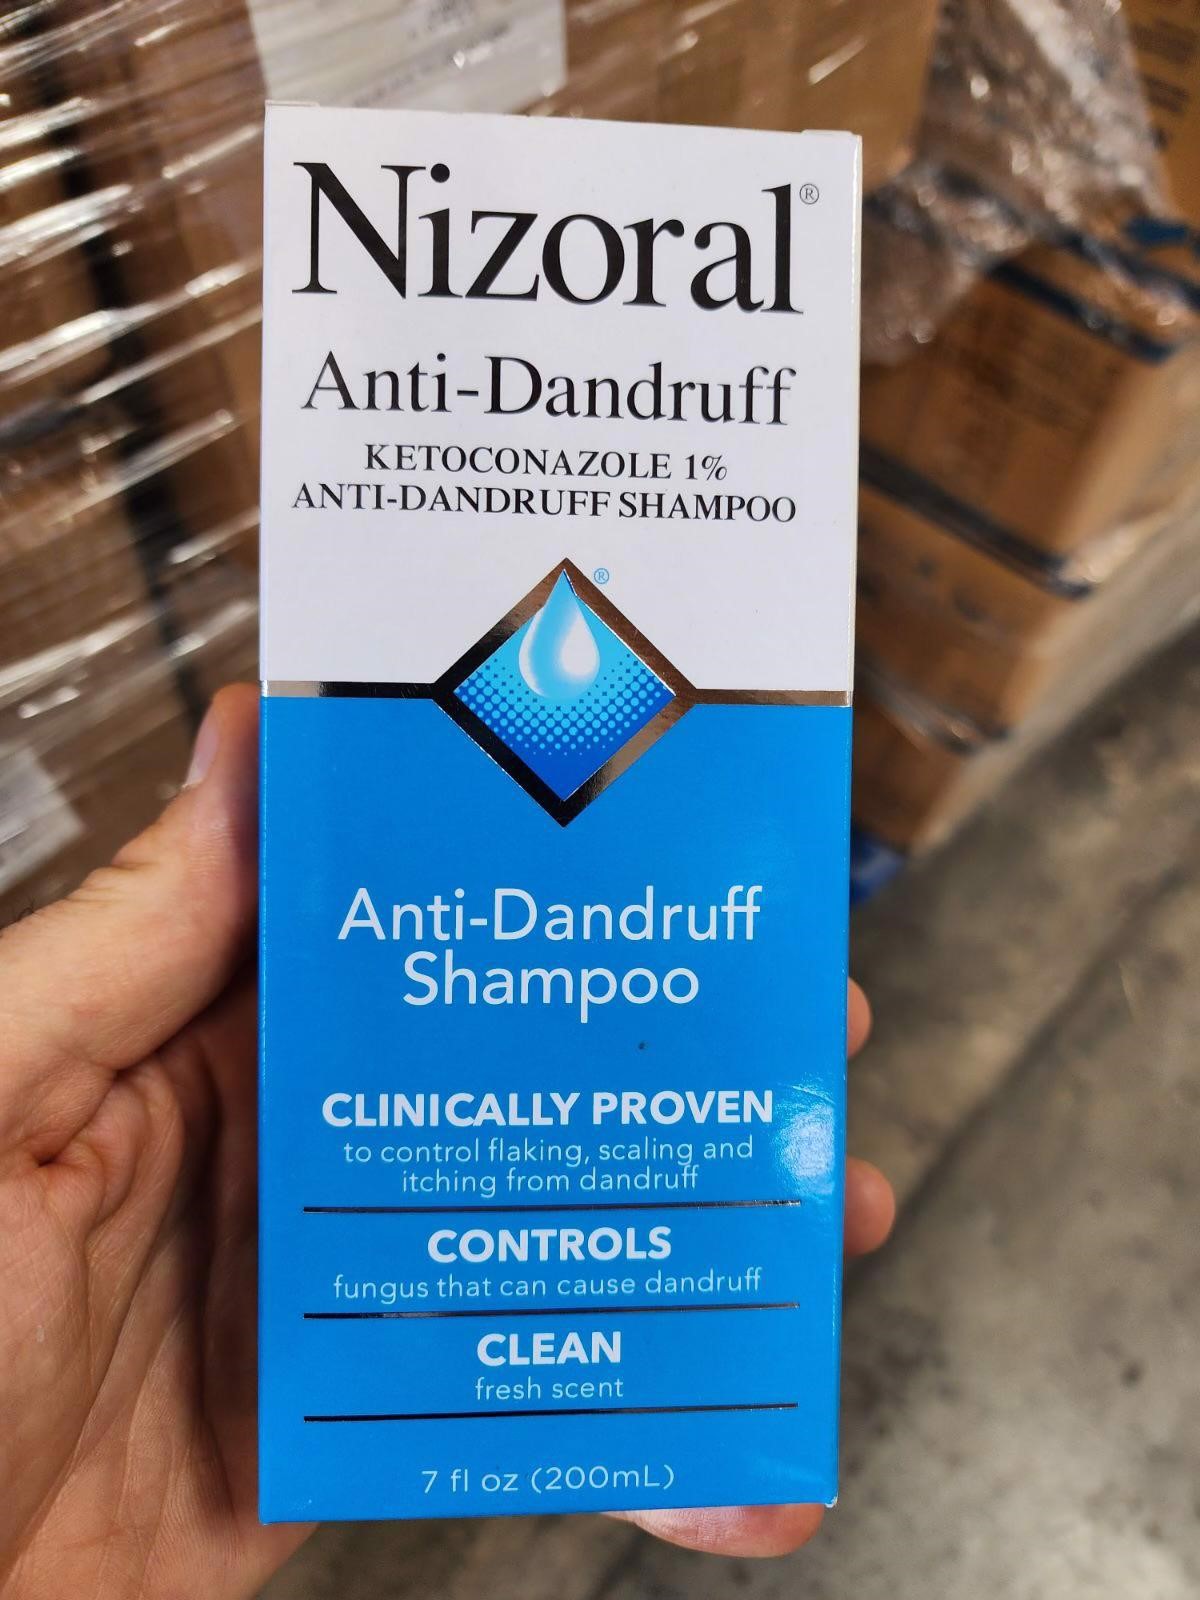 Nizoral®
Anti-Dandruff
KETOCONAZOLE 1%
ANTI-DANDRUFF SHAMPOO
®
Anti-Dandruff
Shampoo
CLINICALLY PROVEN
to control flaking, scaling and
itching from dandruff
CONTROLS
fungus that can cause dandruff
CLEAN
fresh scent
7 fl oz (200mL)